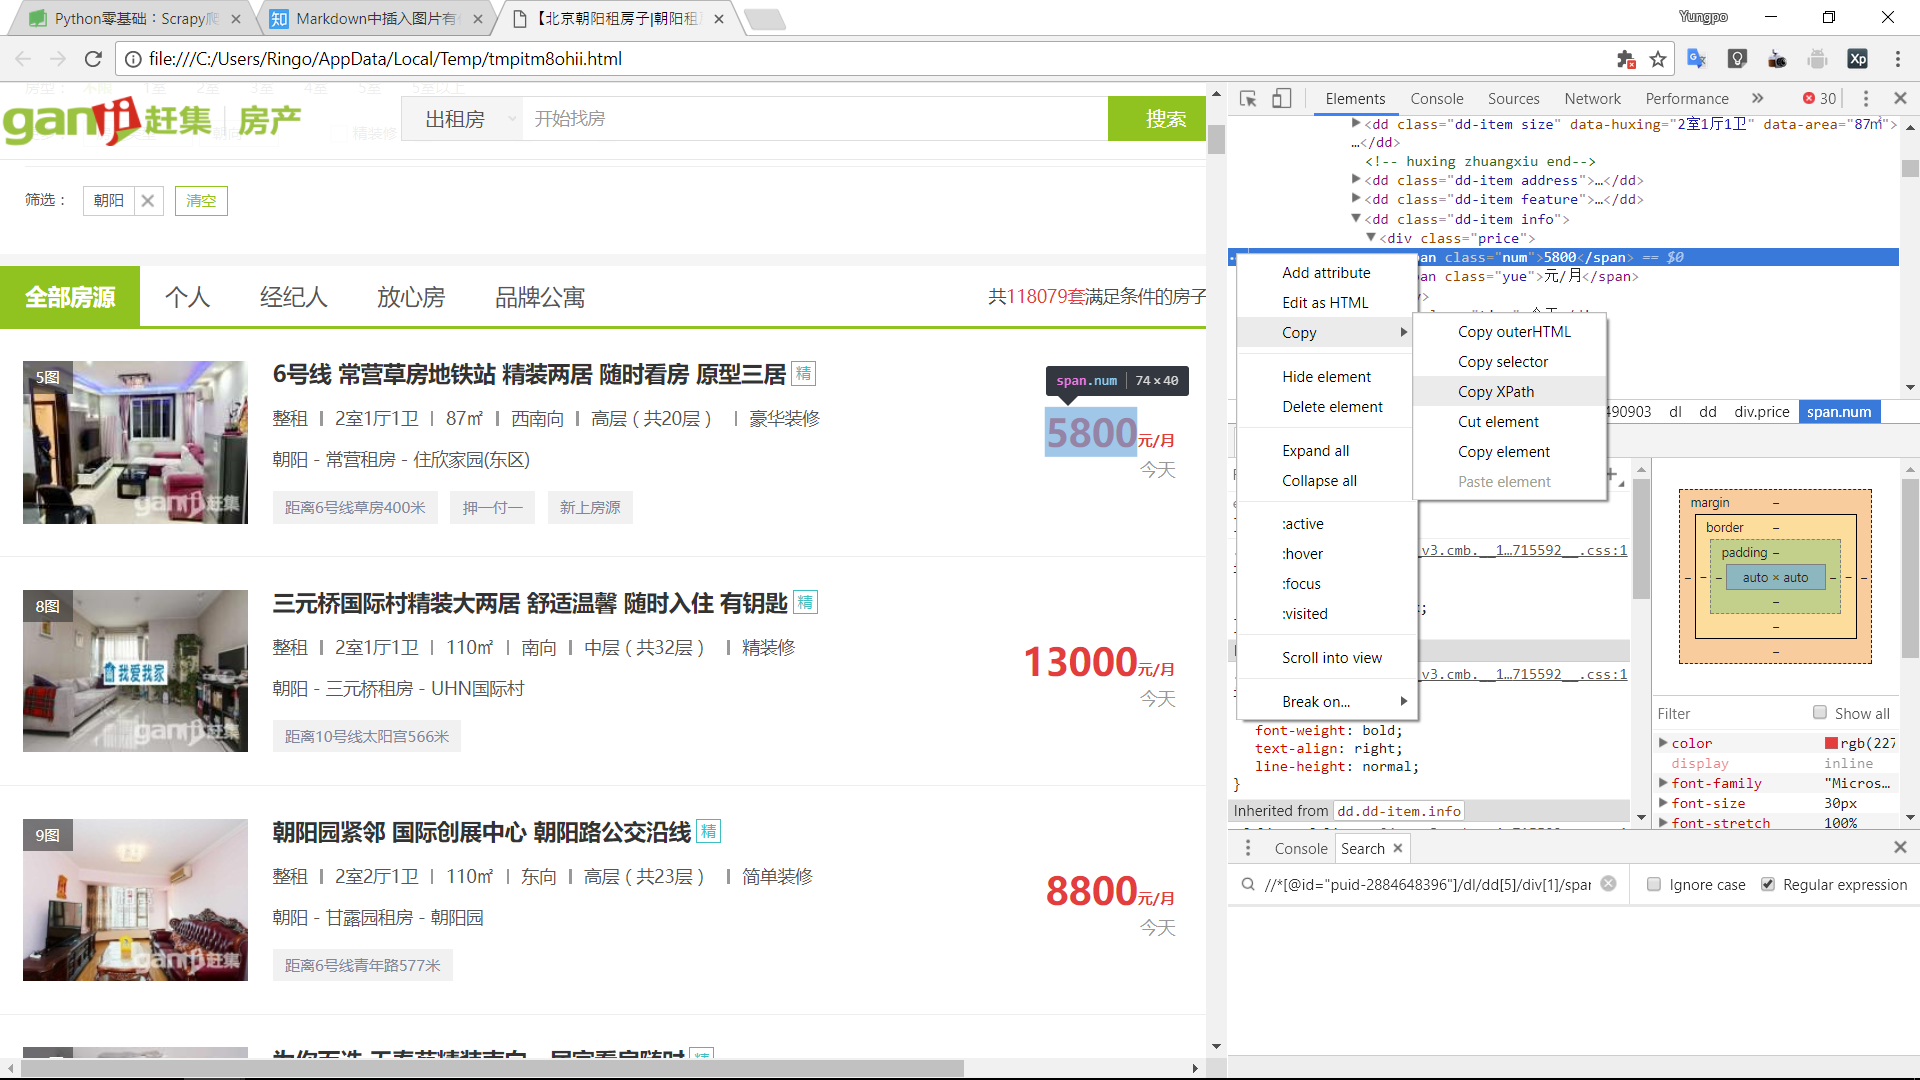 Python零基础：Scrapy爬
Markdown中插入图片有
【北京朝阳租房子|朝阳租
Yungpo
file:///C:/Users/Ringo/AppData/Local/Temp/tmpitm8ohii.html
ganji赶集 房产
出租房
开始找房
搜索
筛选：
朝阳
清空
全部房源
个人
经纪人
放心房
品牌公寓
共118079套满足条件的房子
5图
6号线 常营草房地铁站 精装两居 随时看房 原型三居 精
整租 | 2室1厅1卫 | 87㎡ | 西南向 | 高层 ( 共20层 ) | 豪华装修
朝阳 - 常营租房 - 住欣家园(东区)
距离6号线草房400米
押一付一
新上房源
span.num | 74 × 40
5800元/月
今天
8图
我爱我家
三元桥国际村精装大两居 舒适温馨 随时入住 有钥匙 精
整租 | 2室1厅1卫 | 110㎡ | 南向 | 中层 ( 共32层 ) | 精装修
朝阳 - 三元桥租房 - UHN国际村
距离10号线太阳宫566米
13000元/月
今天
9图
朝阳园紧邻 国际创展中心 朝阳路公交沿线 精
整租 | 2室2厅1卫 | 110㎡ | 东向 | 高层 ( 共23层 ) | 简单装修
朝阳 - 甘露园租房 - 朝阳园
距离6号线青年路577米
8800元/月
今天
Elements
Console
Sources
Network
Performance
30
<dd class="dd-item size" data-huxing="2室1厅1卫" data-area="87㎡">
…</dd>
<!-- huxing zhuangxiu end-->
<dd class="dd-item address">…</dd>
<dd class="dd-item feature">…</dd>
<dd class="dd-item info">
<div class="price">
an class="num">5800</span> == $0
an class="yue">元/月</span>
Add attribute
Edit as HTML
Copy
Hide element
Delete element
Expand all
Collapse all
:active
:hover
:focus
:visited
Scroll into view
Break on...
Copy outerHTML
Copy selector
Copy XPath
Cut element
Copy element
Paste element
490903
dl
dd
div.price
span.num
v3.cmb.__1…715592__.css:1
v3.cmb.__1…715592__.css:1
font-weight: bold;
text-align: right;
line-height: normal;
}
Inherited from dd.dd-item.info
margin
border
padding
auto × auto
Filter
Show all
color
rgb(227
display
inline
font-family
"Micros…
font-size
30px
font-stretch
100%
Console
Search
//*[@id="puid-2884648396"]/dl/dd[5]/div[1]/spar
Ignore case
Regular expression